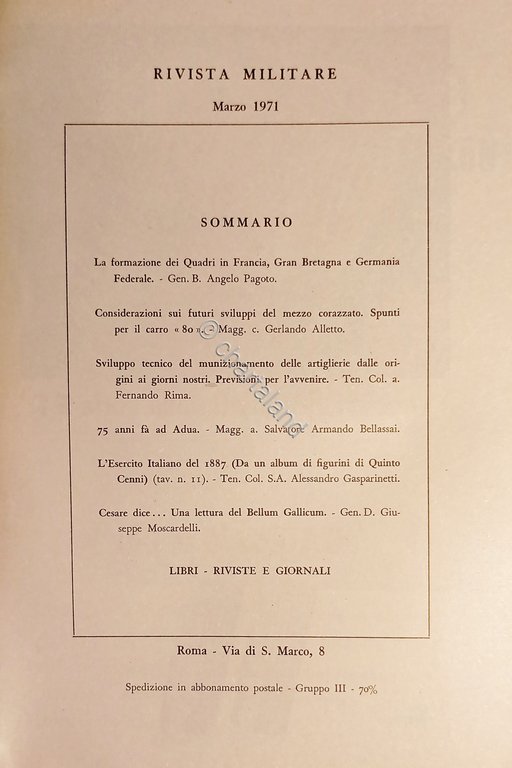 RIVISTA MILITARE
Marzo 1971
SOMMARIO
La formazione dei Quadri in Francia, Gran Bretagna e Germania
Federale. - Gen. B. Angelo Pagoto.
Considerazioni sui futuri sviluppi del mezzo corazzato. Spunti
per il carro « 80 ». - Magg. c. Gerlando Alletto.
Sviluppo tecnico del munizionamento delle artiglierie dalle ori-
gini ai giorni nostri. Previsioni per l'avvenire. - Ten. Col. a.
Fernando Rima.
75 anni fà ad Adua. - Magg. a. Salvatore Armando Bellassai.
L'Esercito Italiano del 1887 (Da un album di figurini di Quinto
Cenni) (tav. n. 11). - Ten. Col. S.A. Alessandro Gasparinetti.
Cesare dice... Una lettura del Bellum Gallicum. - Gen. D. Giu-
seppe Moscardelli.
LIBRI - RIVISTE E GIORNALI
Roma - Via di S. Marco, 8
Spedizione in abbonamento postale - Gruppo III - 70%
© chartaland